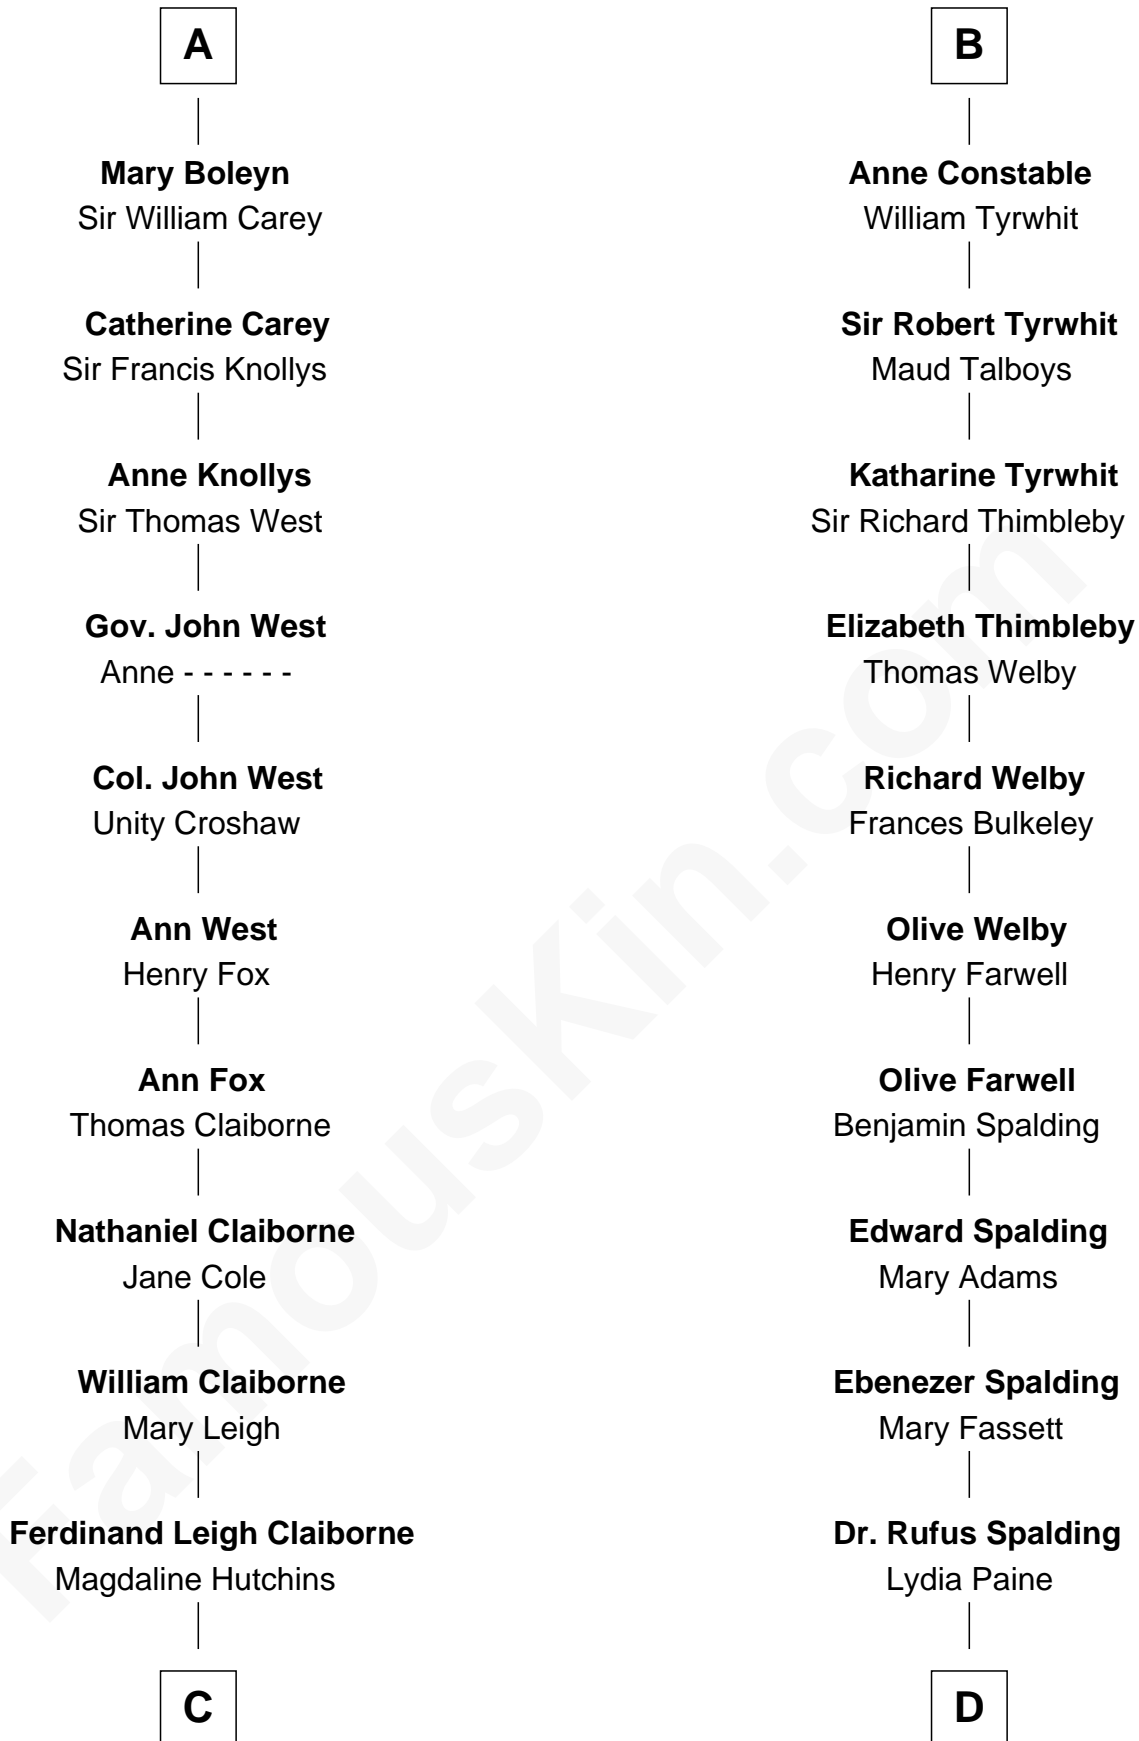 A
Mary Boleyn
Sir William Carey
Catherine Carey
Sir Francis Knollys
Anne Knollys
Sir Thomas West
Gov. John West
Anne - - - - - -
Col. John West
Unity Croshaw
Ann West
Henry Fox
Ann Fox
Thomas Claiborne
Nathaniel Claiborne
Jane Cole
William Claiborne
Mary Leigh
Ferdinand Leigh Claiborne
Magdaline Hutchins
C
B
Anne Constable
William Tyrwhit
Sir Robert Tyrwhit
Maud Talboys
Katharine Tyrwhit
Sir Richard Thimbleby
Elizabeth Thimbleby
Thomas Welby
Richard Welby
Frances Bulkeley
Olive Welby
Henry Farwell
Olive Farwell
Benjamin Spalding
Edward Spalding
Mary Adams
Ebenezer Spalding
Mary Fassett
Dr. Rufus Spalding
Lydia Paine
D
FamousKin.com